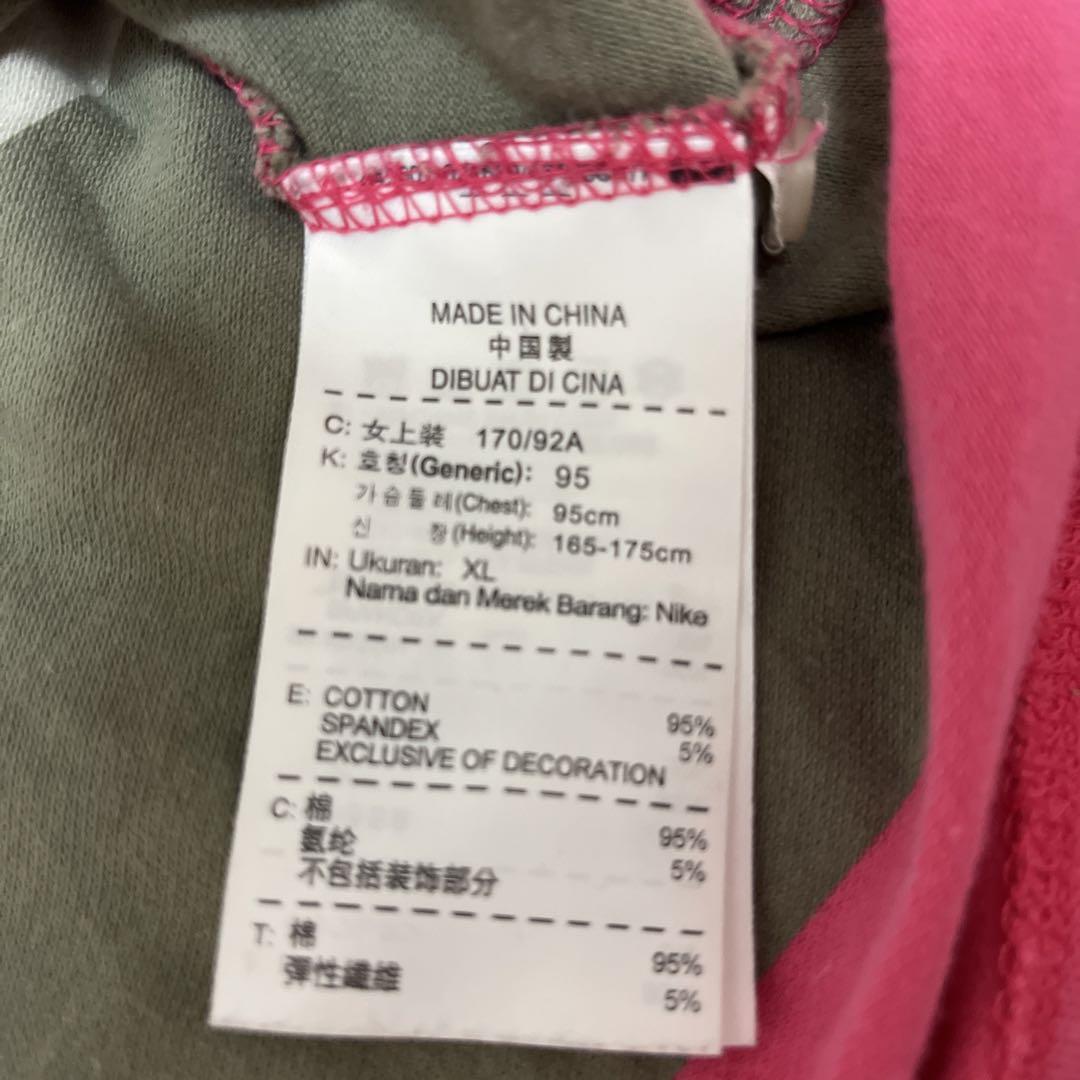 MADE IN CHINA
中国製
DIBUAT DI CINA
C: 女上装 170/92A
K: 호칭(Generic): 95
가슴둘레(Chest): 95cm
신 장(Height): 165-175cm
IN: Ukuran: XL
Nama dan Merek Barang: Nike
E: COTTON 95%
SPANDEX 5%
EXCLUSIVE OF DECORATION
C: 棉 95%
氨纶 5%
不包括装饰部分
T: 棉 95%
彈性纖維 5%